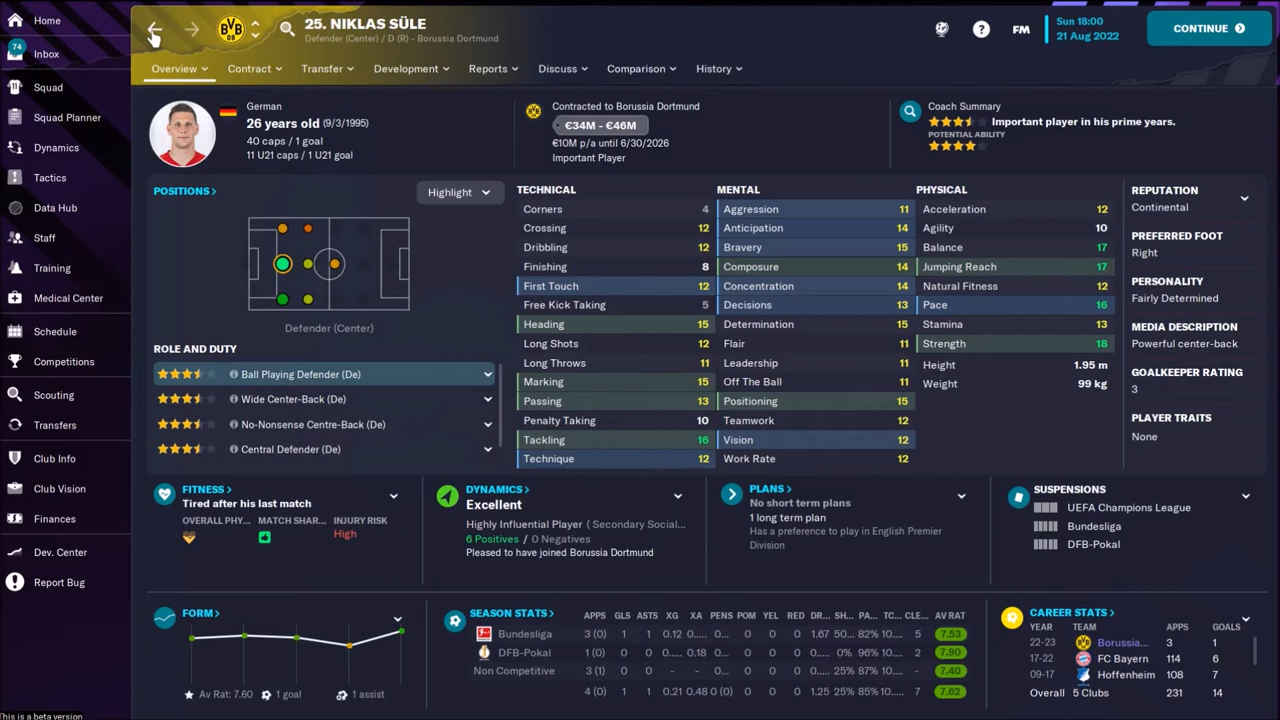 Home
74
Inbox
Squad
Squad Planner
Dynamics
Tactics
Data Hub
Staff
Training
Medical Center
Schedule
Competitions
Scouting
Transfers
Club Info
Club Vision
Finances
Dev. Center
Report Bug
This is a beta version
BVB 09
25. NIKLAS SÜLE
Defender (Center) / D (R) - Borussia Dortmund
?
FM
Sun 18:00
21 Aug 2022
CONTINUE
Overview
Contract
Transfer
Development
Reports
Discuss
Comparison
History
German
26 years old (9/3/1995)
40 caps / 1 goal
11 U21 caps / 1 U21 goal
Contracted to Borussia Dortmund
€34M - €46M
€10M p/a until 6/30/2026
Important Player
Coach Summary
Important player in his prime years.
POTENTIAL ABILITY
POSITIONS
Highlight
Defender (Center)
ROLE AND DUTY
Ball Playing Defender (De)
Wide Center-Back (De)
No-Nonsense Centre-Back (De)
Central Defender (De)
TECHNICAL
Corners 4
Crossing 12
Dribbling 12
Finishing 8
First Touch 12
Free Kick Taking 5
Heading 15
Long Shots 12
Long Throws 11
Marking 15
Passing 13
Penalty Taking 10
Tackling 16
Technique 12
MENTAL
Aggression 11
Anticipation 14
Bravery 15
Composure 14
Concentration 14
Decisions 13
Determination 15
Flair 11
Leadership 11
Off The Ball 11
Positioning 15
Teamwork 12
Vision 12
Work Rate 12
PHYSICAL
Acceleration 12
Agility 10
Balance 17
Jumping Reach 17
Natural Fitness 12
Pace 16
Stamina 13
Strength 18
Height 1.95 m
Weight 99 kg
REPUTATION
Continental
PREFERRED FOOT
Right
PERSONALITY
Fairly Determined
MEDIA DESCRIPTION
Powerful center-back
GOALKEEPER RATING
3
PLAYER TRAITS
None
FITNESS
Tired after his last match
OVERALL PHY... MATCH SHAR... INJURY RISK
High
DYNAMICS
Excellent
Highly Influential Player ( Secondary Social...
6 Positives / 0 Negatives
Pleased to have joined Borussia Dortmund
PLANS
No short term plans
1 long term plan
Has a preference to play in English Premier
Division
SUSPENSIONS
UEFA Champions League
Bundesliga
DFB-Pokal
FORM
Av Rat: 7.60 1 goal 1 assist
SEASON STATS APPS GLS ASTS XG XA PENS POM YEL RED DR... SH... PA... TC... CLE... AV RAT
Bundesliga 3 (0) 1 1 0.12 0.... 0... 0 0 0 1.67 50... 82% 10.... 5 7.53
DFB-Pokal 1 (0) 0 0 0.... 0.18 0... 0 0 0 0... 0% 96% 10.... 2 7.90
Non Competitive 3 (1) 0 0 - - 0... 0 0 0 0... 25% 87% 10.... - 7.40
4 (0) 1 1 0.21 0.48 0 (0) 0 0 0 1.25 25% 85% 10.... 7 7.62
CAREER STATS
YEAR TEAM APPS GOALS
22-23 Borussia... 3 1
17-22 FC Bayern 114 6
09-17 Hoffenheim 108 7
Overall 5 Clubs 231 14